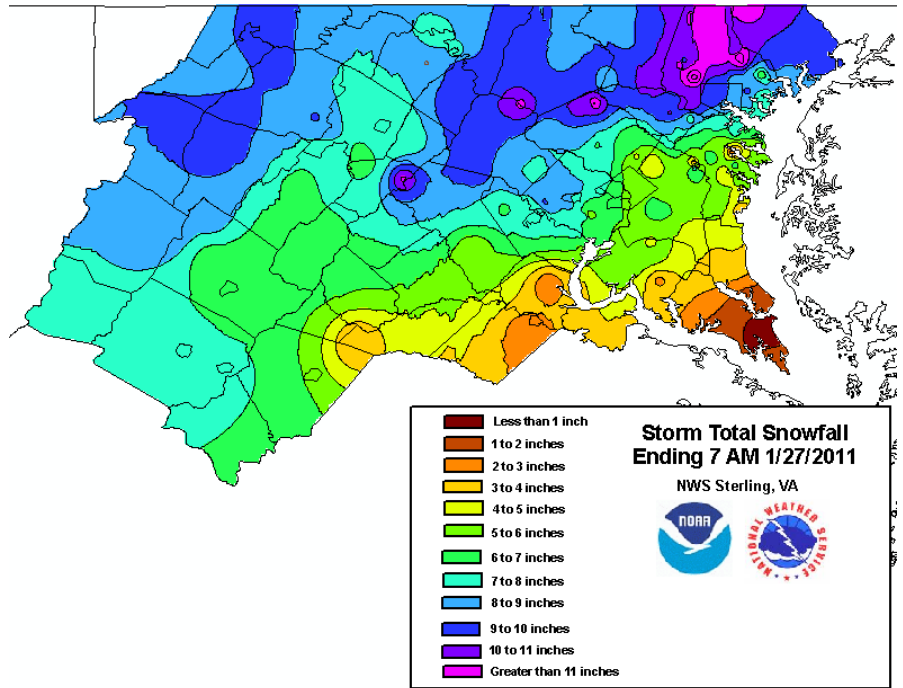 Less than 1 inch
1 to 2 inches
2 to 3 inches
3 to 4 inches
4 to 5 inches
5 to 6 inches
6 to 7 inches
7 to 8 inches
8 to 9 inches
9 to 10 inches
10 to 11 inches
Greater than 11 inches
Storm Total Snowfall
Ending 7 AM 1/27/2011
NWS Sterling, VA
NOAA
NATIONAL WEATHER SERVICE